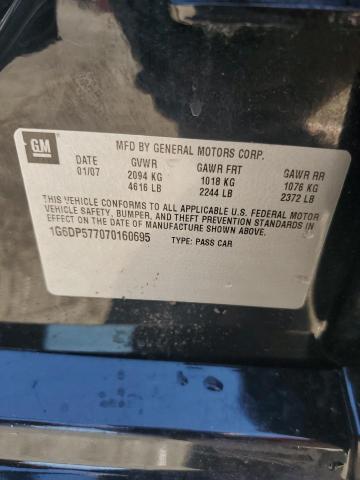 GM
MFD BY GENERAL MOTORS CORP.
DATE GVWR GAWR FRT GAWR RR
01/07 2094 KG 1018 KG 1076 KG
4616 LB 2244 LB 2372 LB
THIS VEHICLE CONFORMS TO ALL APPLICABLE U.S. FEDERAL MOTOR
VEHICLE SAFETY, BUMPER, AND THEFT PREVENTION STANDARDS IN
EFFECT ON THE DATE OF MANUFACTURE SHOWN ABOVE.
1G6DP577070160695 TYPE: PASS CAR